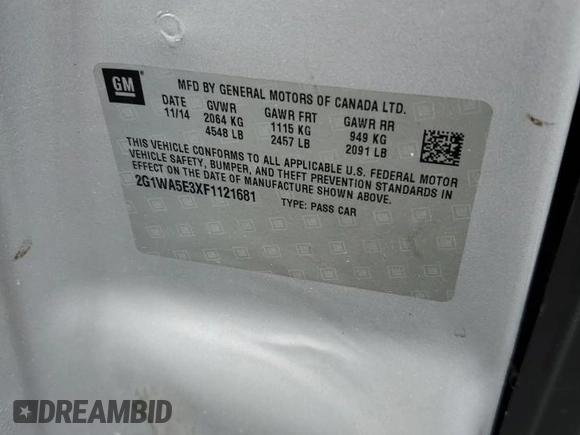 GM
MFD BY GENERAL MOTORS OF CANADA LTD.
DATE GVWR GAWR FRT GAWR RR
11/14 2064 KG 1115 KG 949 KG
4548 LB 2457 LB 2091 LB
THIS VEHICLE CONFORMS TO ALL APPLICABLE U.S. FEDERAL MOTOR
VEHICLE SAFETY, BUMPER, AND THEFT PREVENTION STANDARDS IN
EFFECT ON THE DATE OF MANUFACTURE SHOWN ABOVE.
2G1WA5E3XF1121681 TYPE: PASS CAR
DREAMBID